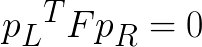 p_L^T F p_R = 0